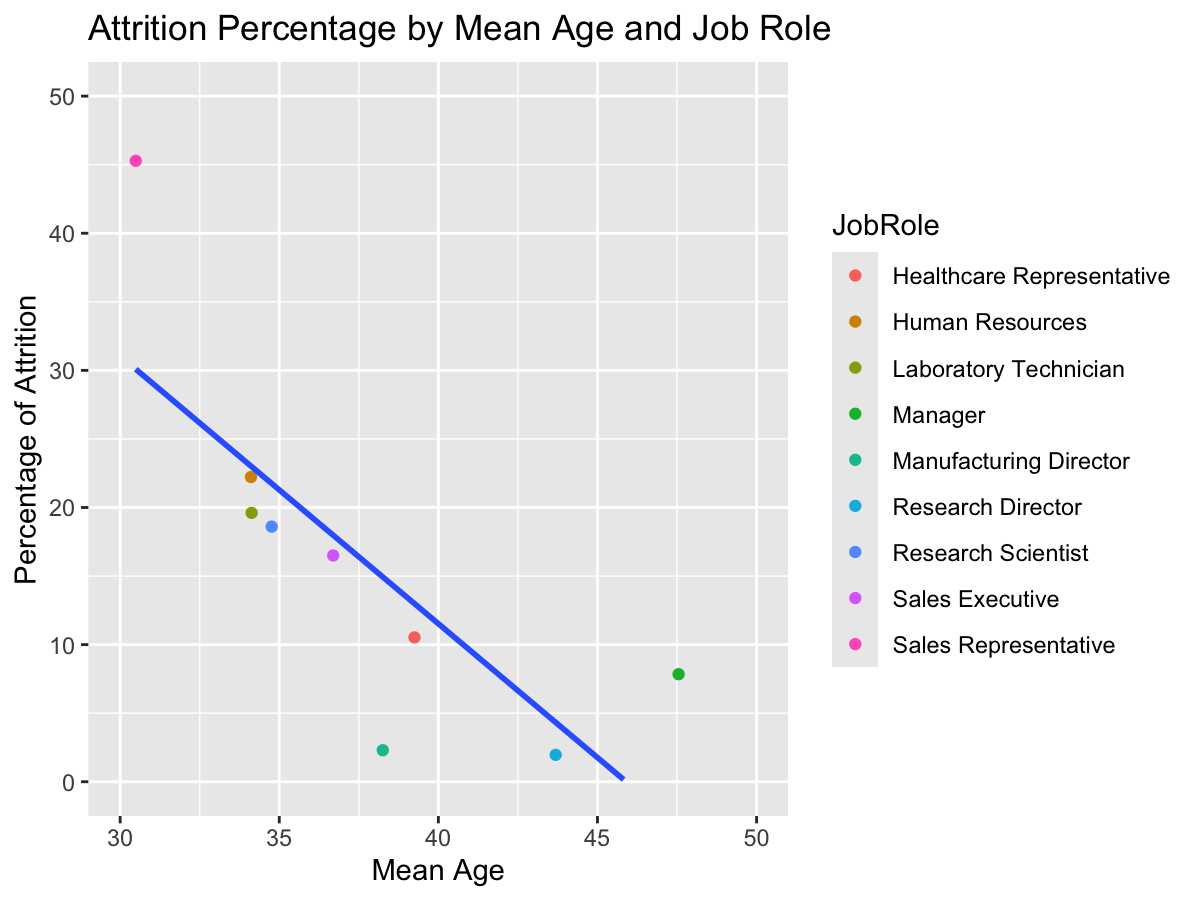 Attrition Percentage by Mean Age and Job Role
Percentage of Attrition
50
40
30
20
10
0
30 35 40 45 50
Mean Age
JobRole
Healthcare Representative
Human Resources
Laboratory Technician
Manager
Manufacturing Director
Research Director
Research Scientist
Sales Executive
Sales Representative